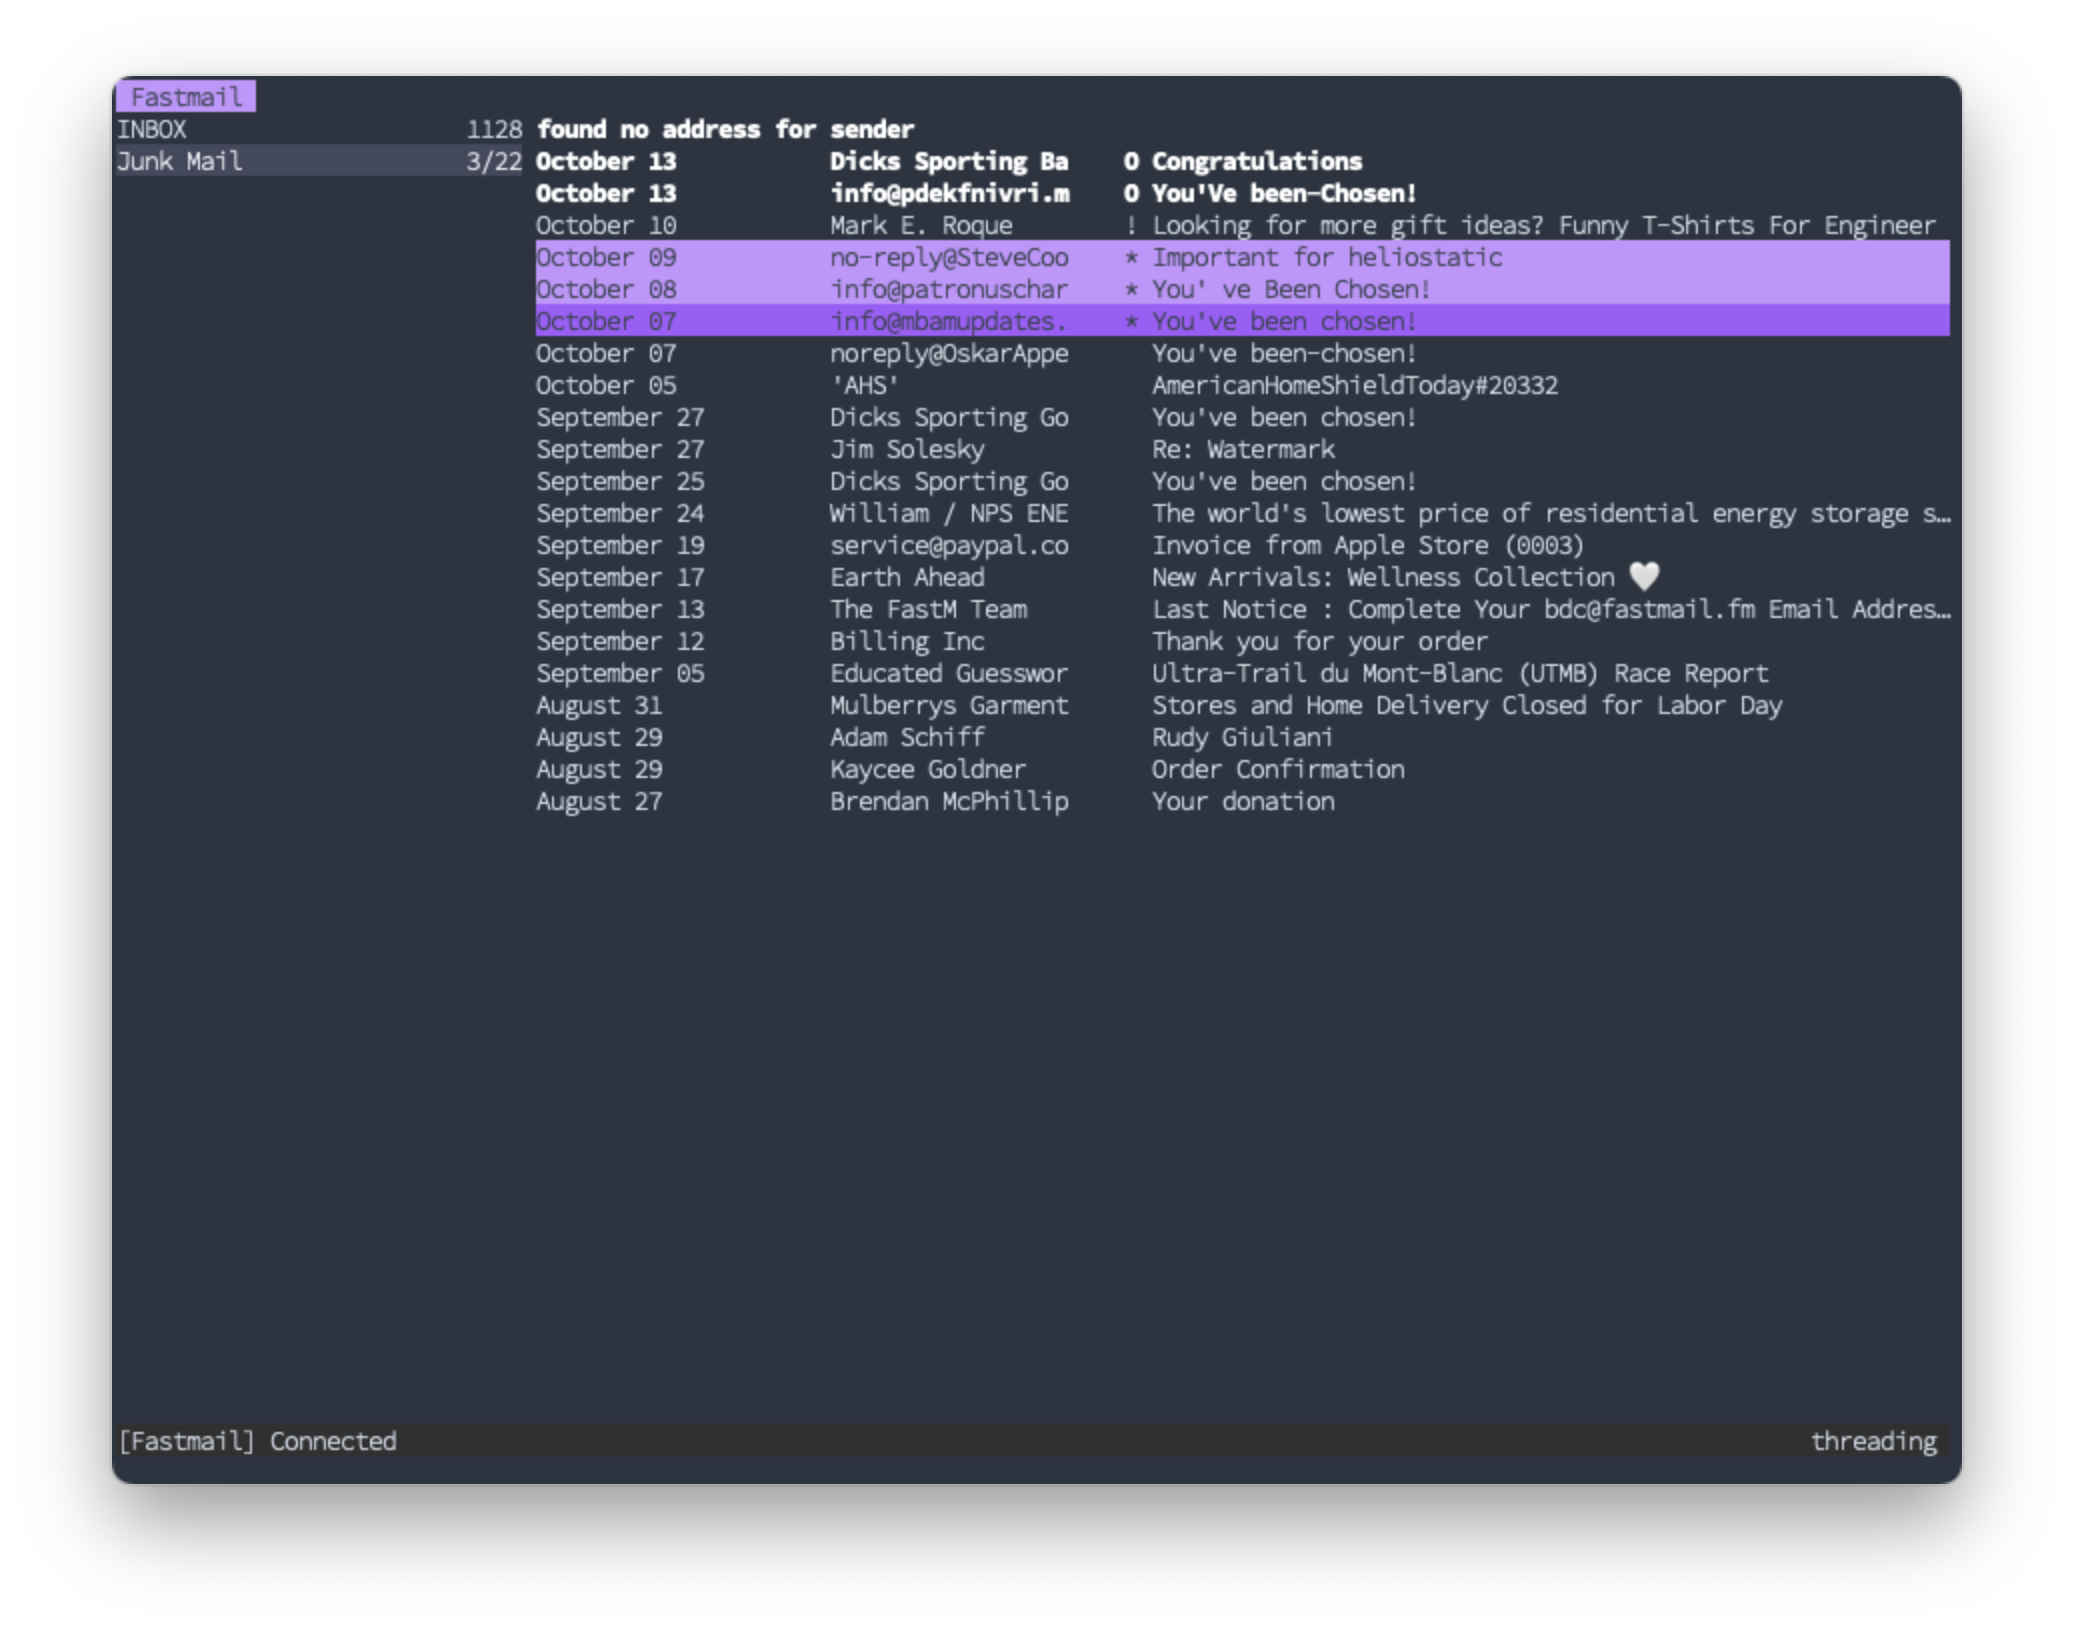 Fastmail
INBOX 1128 found no address for sender
Junk Mail 3/22 October 13 Dicks Sporting Ba O Congratulations
October 13 info@pdekfnivri.m O You'Ve been-Chosen!
October 10 Mark E. Roque ! Looking for more gift ideas? Funny T-Shirts For Engineer
October 09 no-reply@SteveCoo * Important for heliostatic
October 08 info@patronuschar * You' ve Been Chosen!
October 07 info@mbamupdates. * You've been chosen!
October 07 noreply@OskarAppe You've been-chosen!
October 05 'AHS' AmericanHomeShieldToday#20332
September 27 Dicks Sporting Go You've been chosen!
September 27 Jim Solesky Re: Watermark
September 25 Dicks Sporting Go You've been chosen!
September 24 William / NPS ENE The world's lowest price of residential energy storage s…
September 19 service@paypal.co Invoice from Apple Store (0003)
September 17 Earth Ahead New Arrivals: Wellness Collection 🤍
September 13 The FastM Team Last Notice : Complete Your bdc@fastmail.fm Email Addres…
September 12 Billing Inc Thank you for your order
September 05 Educated Guesswor Ultra-Trail du Mont-Blanc (UTMB) Race Report
August 31 Mulberrys Garment Stores and Home Delivery Closed for Labor Day
August 29 Adam Schiff Rudy Giuliani
August 29 Kaycee Goldner Order Confirmation
August 27 Brendan McPhillip Your donation
[Fastmail] Connected threading